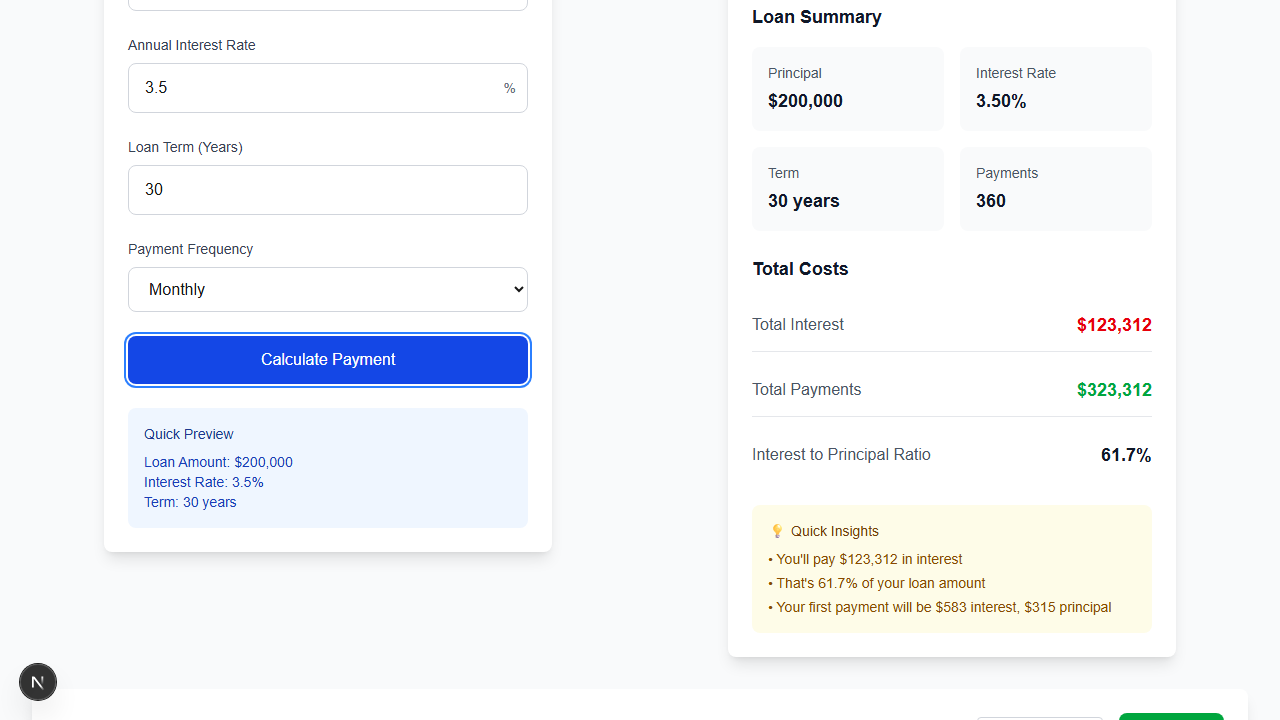 Annual Interest Rate
3.5 %
Loan Term (Years)
30
Payment Frequency
Monthly
Calculate Payment
Quick Preview
Loan Amount: $200,000
Interest Rate: 3.5%
Term: 30 years
Loan Summary
Principal
$200,000
Interest Rate
3.50%
Term
30 years
Payments
360
Total Costs
Total Interest $123,312
Total Payments $323,312
Interest to Principal Ratio 61.7%
💡 Quick Insights
• You'll pay $123,312 in interest
• That's 61.7% of your loan amount
• Your first payment will be $583 interest, $315 principal
N